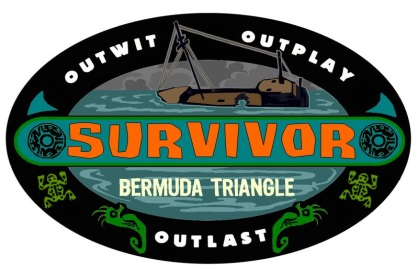 OUTWIT OUTPLAY
SURVIVOR
BERMUDA TRIANGLE
OUTLAST